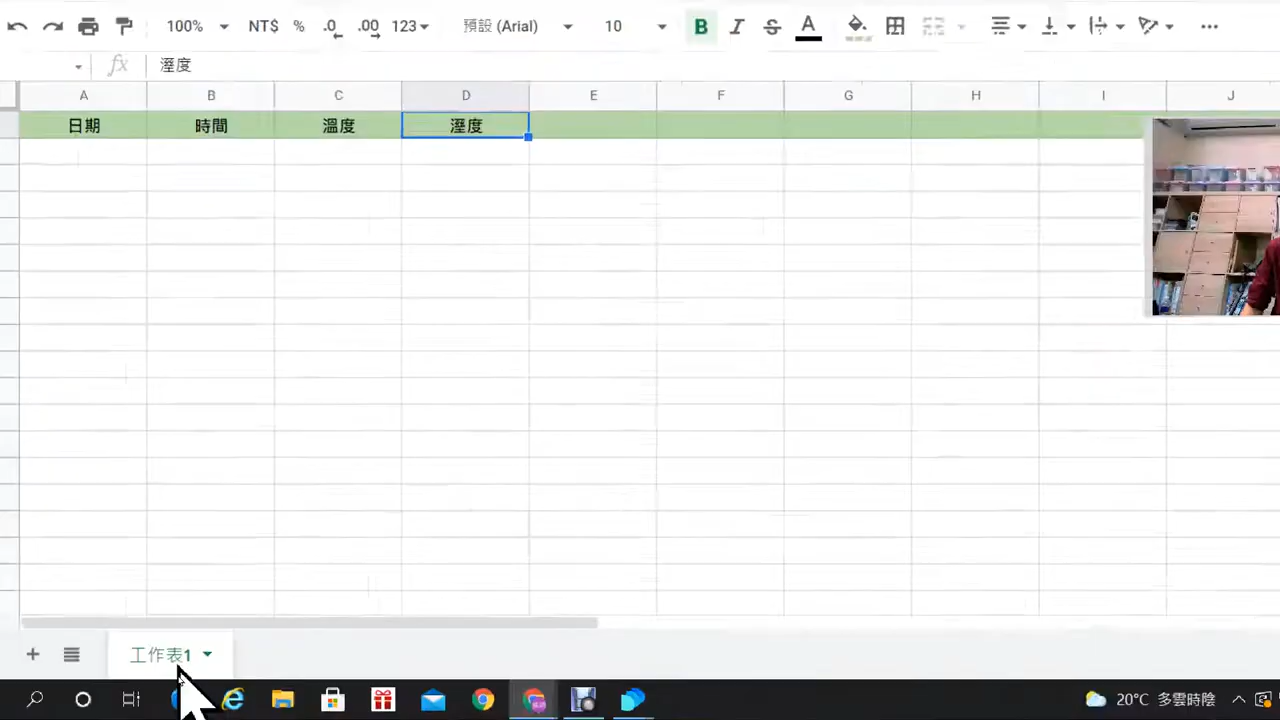 100% NT$ % .0 .00 123 預設 (Arial) 10 B I S A
fx 溼度
A B C D E F G H I J
日期 時間 溫度 溼度
工作表1
20°C 多雲時陰